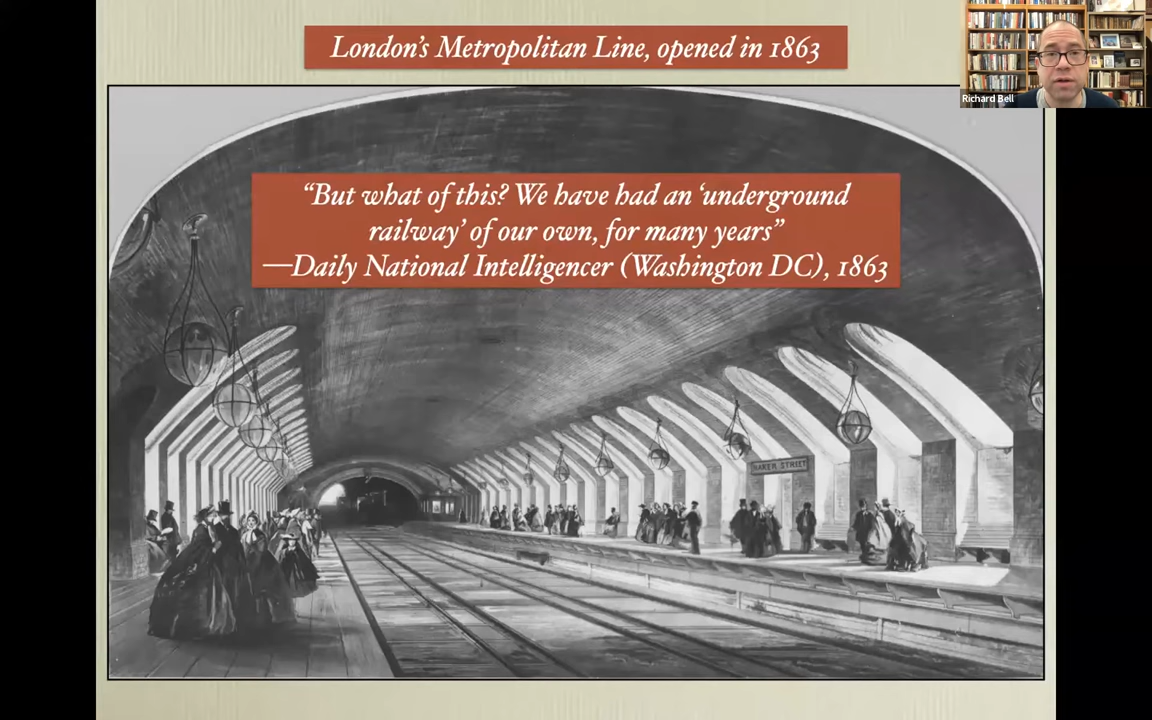 London's Metropolitan Line, opened in 1863
Richard Bell
“But what of this? We have had an ‘underground
railway’ of our own, for many years”
—Daily National Intelligencer (Washington DC), 1863
BAKER STREET